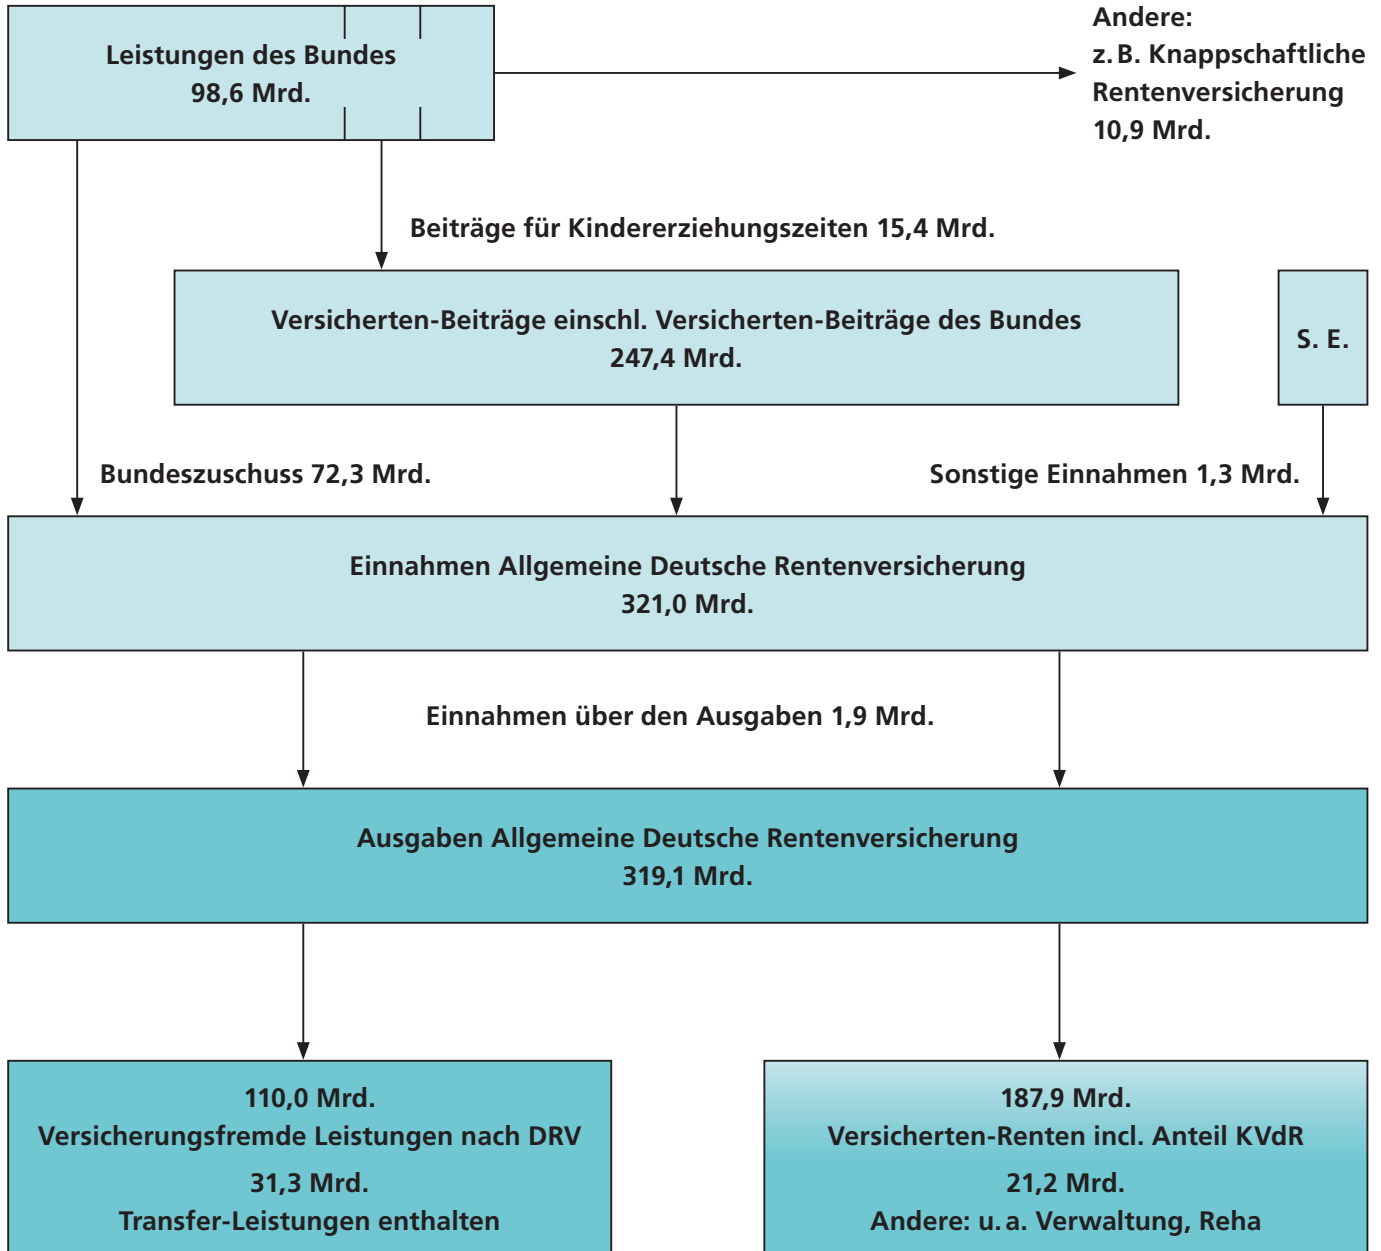 Leistungen des Bundes
98,6 Mrd.
Andere:
z. B. Knappschaftliche
Rentenversicherung
10,9 Mrd.
Beiträge für Kindererziehungszeiten 15,4 Mrd.
Versicherten-Beiträge einschl. Versicherten-Beiträge des Bundes
247,4 Mrd.
S. E.
Bundeszuschuss 72,3 Mrd.
Sonstige Einnahmen 1,3 Mrd.
Einnahmen Allgemeine Deutsche Rentenversicherung
321,0 Mrd.
Einnahmen über den Ausgaben 1,9 Mrd.
Ausgaben Allgemeine Deutsche Rentenversicherung
319,1 Mrd.
110,0 Mrd.
Versicherungsfremde Leistungen nach DRV
31,3 Mrd.
Transfer-Leistungen enthalten
187,9 Mrd.
Versicherten-Renten incl. Anteil KVdR
21,2 Mrd.
Andere: u. a. Verwaltung, Reha